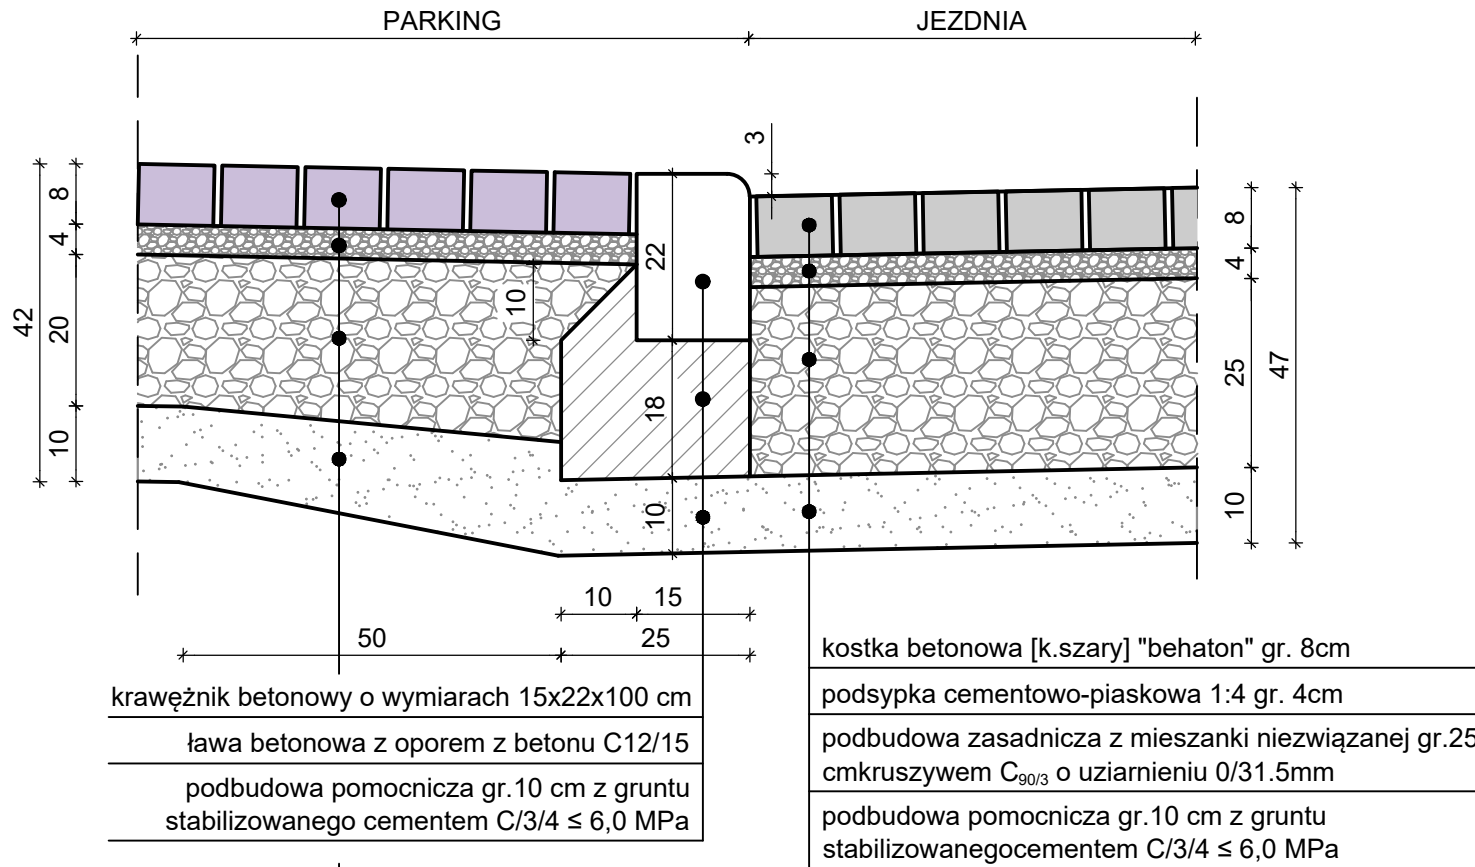 PARKING
JEZDNIA
3
8
4
20
10
42
10
22
18
10
8
4
25
10
47
10
15
50
25
krawężnik betonowy o wymiarach 15x22x100 cm
ława betonowa z oporem z betonu C12/15
podbudowa pomocnicza gr.10 cm z gruntu
stabilizowanego cementem C/3/4 ≤ 6,0 MPa
kostka betonowa [k.szary] "behaton" gr. 8cm
podsypka cementowo-piaskowa 1:4 gr. 4cm
podbudowa zasadnicza z mieszanki niezwiązanej gr.25
cmkruszywem C90/3 o uziarnieniu 0/31.5mm
podbudowa pomocnicza gr.10 cm z gruntu
stabilizowanegocementem C/3/4 ≤ 6,0 MPa